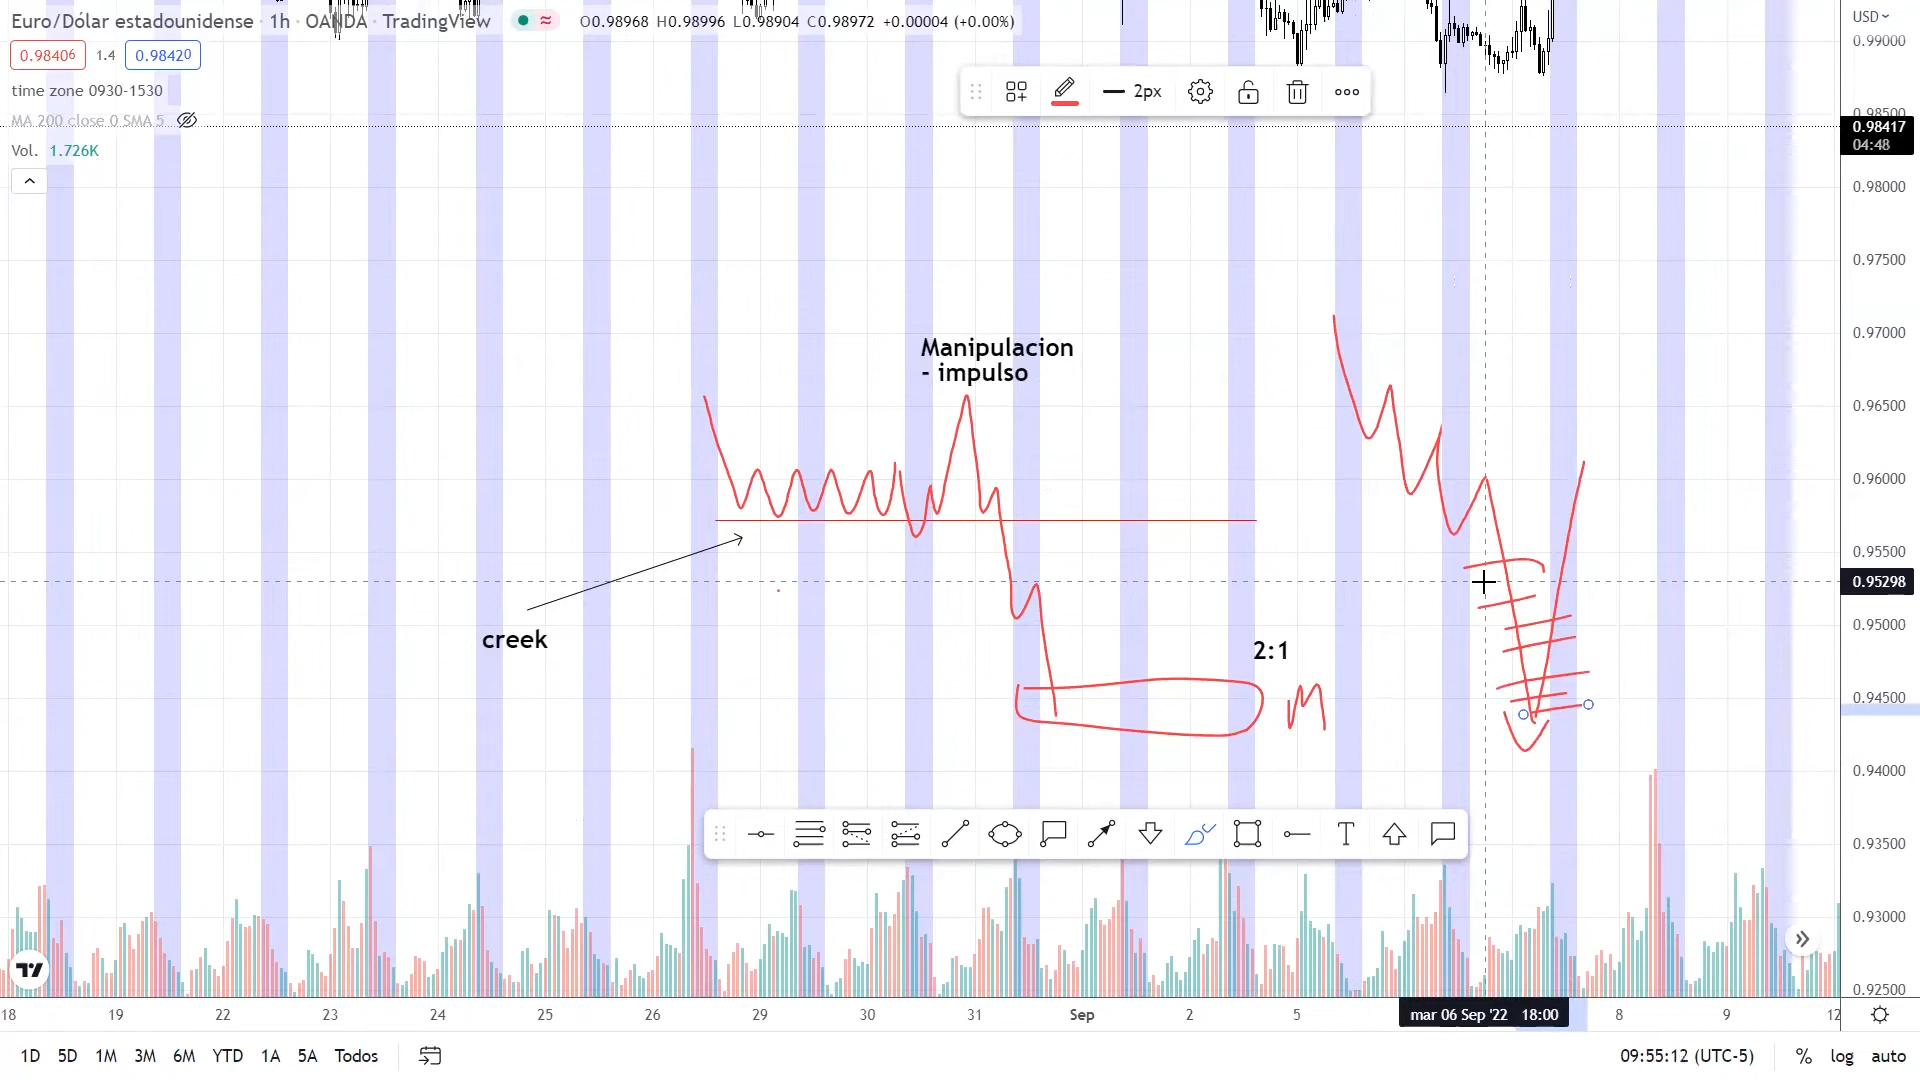 Euro/Dólar estadounidense · 1h · OANDA · TradingView
O0.98968 H0.98996 L0.98904 C0.98972 +0.00004 (+0.00%)
USD
0.98406 1.4 0.98420
0.99000
time zone 0930-1530
2px
MA 200 close 0 SMA 5
0.98500
0.98417
04:48
Vol. 1.726K
0.98000
0.97500
0.97000
Manipulacion
- impulso
0.96500
0.96000
0.95500
0.95298
creek
0.95000
2:1
0.94500
M
0.94000
T
0.93500
0.93000
0.92500
18 19 22 23 24 25 26 29 30 31 Sep 2 5 mar 06 Sep '22 18:00 8 9 12
1D 5D 1M 3M 6M YTD 1A 5A Todos
09:55:12 (UTC-5) % log auto